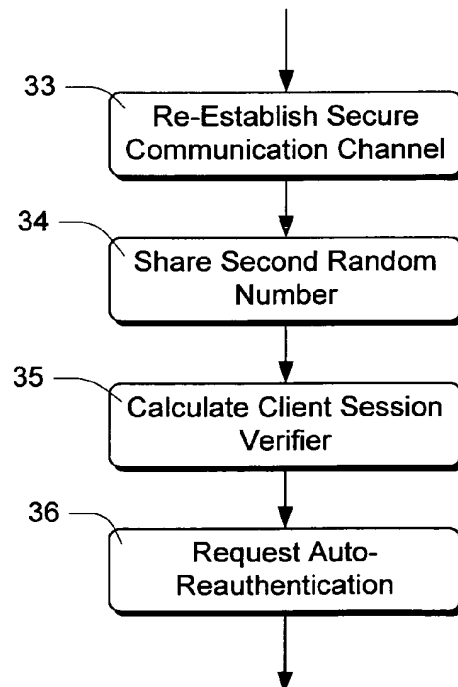 33
Re-Establish Secure
Communication Channel
34
Share Second Random
Number
35
Calculate Client Session
Verifier
36
Request Auto-
Reauthentication